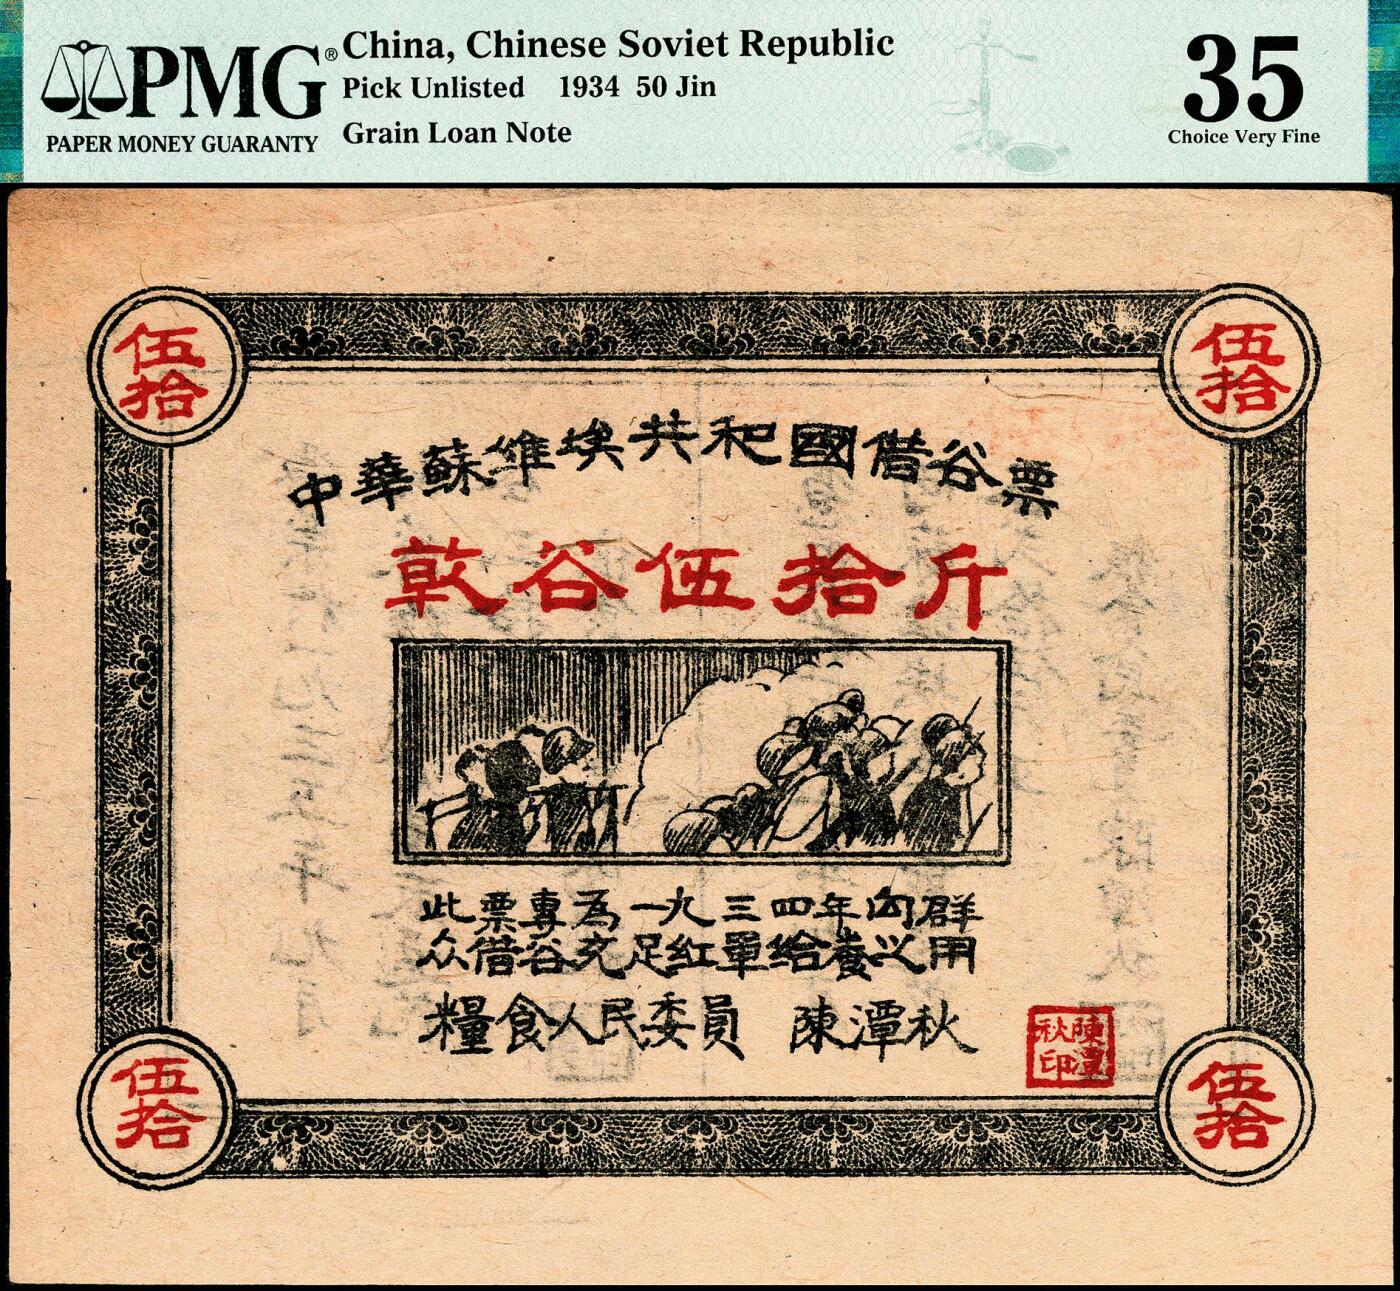 PMG®
PAPER MONEY GUARANTY
China, Chinese Soviet Republic
Pick Unlisted 1934 50 Jin
Grain Loan Note
35
Choice Very Fine
伍拾
伍拾
中華蘇維埃共和國借谷票
乾谷伍拾斤
此票專為一九三四年向群
众借谷充足红軍給養之用
糧食人民委員 陳潭秋
陳潭秋印
伍拾
伍拾